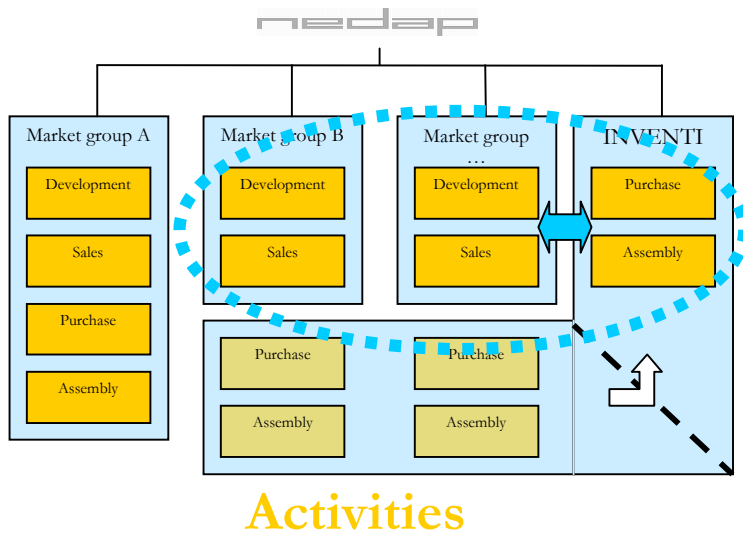 nedap
Market group A
Development
Sales
Purchase
Assembly
Market group B
Development
Sales
Market group
...
Development
Sales
INVENTI
Purchase
Assembly
Purchase
Assembly
Purchase
Assembly
Activities